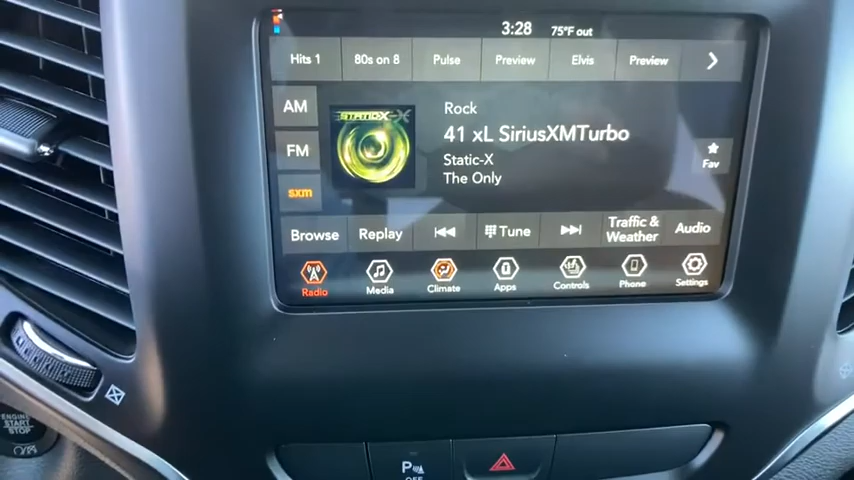 3:28 75°F out
Hits 1 80s on 8 Pulse Preview Elvis Preview
AM
FM
sxm
STATIC-X
Rock
41 xL SiriusXMTurbo
Static-X
The Only
Fav
Browse Replay Tune Traffic & Weather Audio
Radio Media Climate Apps Controls Phone Settings
ENGINE
START
STOP
P
OFF